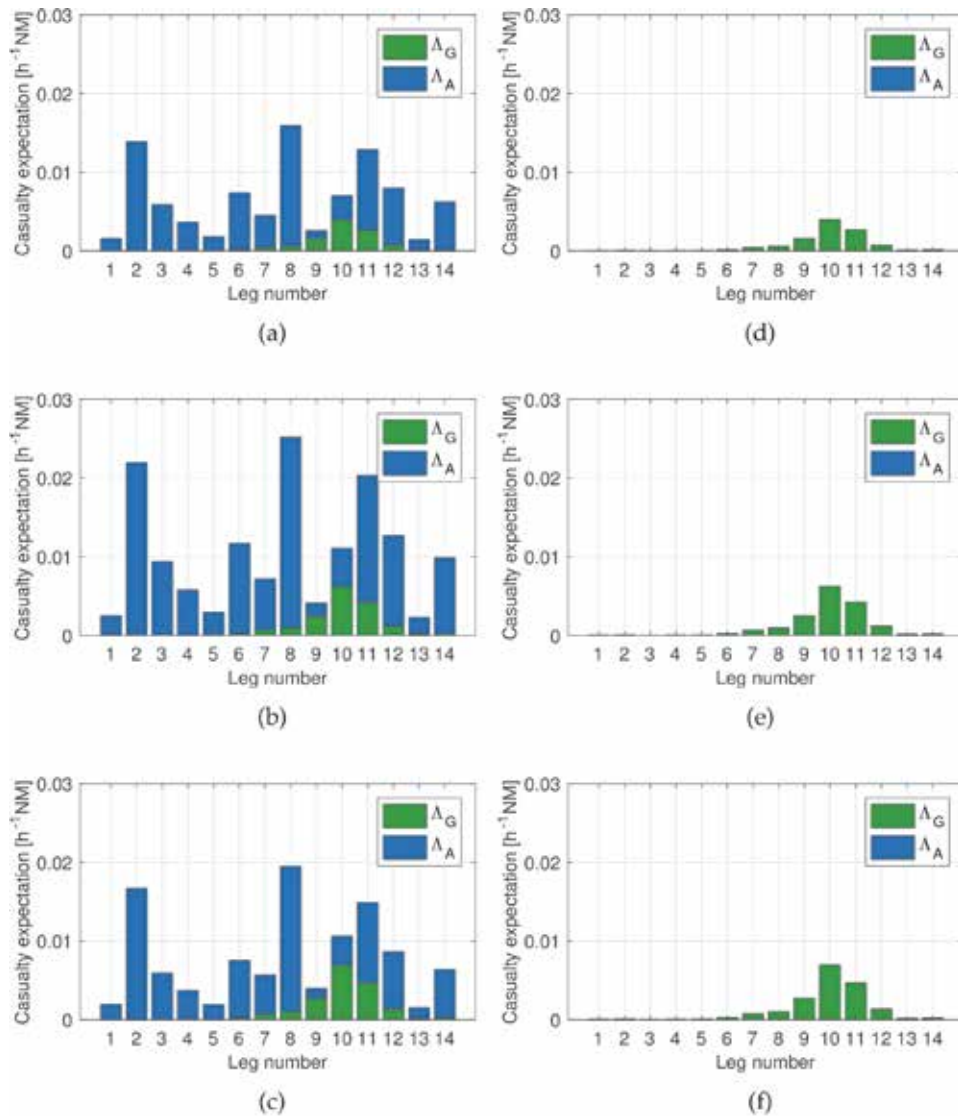 Casualty expectation [h⁻¹NM]
0.03
0.02
0.01
0
Λ_G
Λ_A
1 2 3 4 5 6 7 8 9 10 11 12 13 14
Leg number
(a)
Casualty expectation [h⁻¹NM]
0.03
0.02
0.01
0
Λ_G
Λ_A
1 2 3 4 5 6 7 8 9 10 11 12 13 14
Leg number
(d)
Casualty expectation [h⁻¹NM]
0.03
0.02
0.01
0
Λ_G
Λ_A
1 2 3 4 5 6 7 8 9 10 11 12 13 14
Leg number
(b)
Casualty expectation [h⁻¹NM]
0.03
0.02
0.01
0
Λ_G
Λ_A
1 2 3 4 5 6 7 8 9 10 11 12 13 14
Leg number
(e)
Casualty expectation [h⁻¹NM]
0.03
0.02
0.01
0
Λ_G
Λ_A
1 2 3 4 5 6 7 8 9 10 11 12 13 14
Leg number
(c)
Casualty expectation [h⁻¹NM]
0.03
0.02
0.01
0
Λ_G
Λ_A
1 2 3 4 5 6 7 8 9 10 11 12 13 14
Leg number
(f)